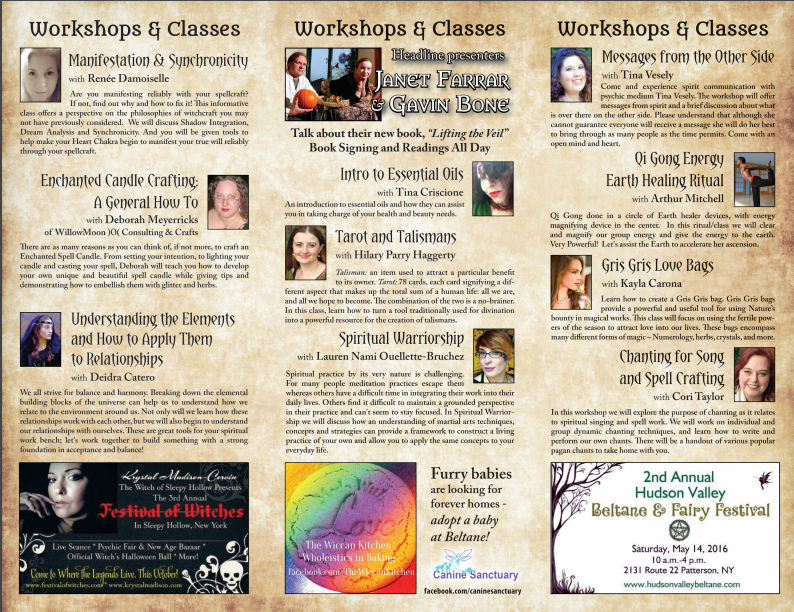 Workshops & Classes
Manifestation & Synchronicity
with Renée Damoiselle
Are you manifesting reliably with your spellcraft?
If not, find out why and how to fix it! This informative
class offers a perspective on the philosophies of witchcraft you may
not have previously considered. We will discuss Shadow Integration,
Dream Analysis and Synchronicity. And you will be given tools to
help make your Heart Chakra begin to manifest your true will reliably
through your spellcraft.
Enchanted Candle Crafting:
A General How To
with Deborah Meyerricks
of WillowMoon )O( Consulting & Crafts
There are as many reasons as you can think of, if not more, to craft an
Enchanted Spell Candle. From setting your intention, to lighting your
candle and casting your spell, Deborah will teach you how to develop
your own unique and beautiful spell candle while giving tips and
demonstrating how to embellish them with glitter and herbs.
Understanding the Elements
and How to Apply Them
to Relationships
with Deidra Catero
We all strive for balance and harmony. Breaking down the elemental
building blocks of the universe can help us to understand how we
relate to the environment around us. Not only will we learn how these
relationships work with each other, but we will also begin to understand
our relationships with ourselves. These are great tools for your spiritual
work bench; let's work together to build something with a strong
foundation in acceptance and balance!
Krystal Madison-Corvin
The Witch of Sleepy Hollow Presents
The 3rd Annual
Festival of Witches
In Sleepy Hollow, New York
Live Seance * Psychic Fair & New Age Bazaar *
Official Witch's Halloween Ball * More!
Come to Where the Legends Live. This October!
www.festivalofwitches.com * www.krystalmadison.com
Workshops & Classes
Headline presenters
Janet Farrar
& Gavin Bone
Talk about their new book, "Lifting the Veil"
Book Signing and Readings All Day
Intro to Essential Oils
with Tina Criscione
An introduction to essential oils and how they can assist
you in taking charge of your health and beauty needs.
Tarot and Talismans
with Hilary Parry Haggerty
Talisman: an item used to attract a particular benefit
to its owner. Tarot: 78 cards, each card signifying a dif-
ferent aspect that makes up the total sum of a human life: all we are,
and all we hope to become. The combination of the two is a no-brainer.
In this class, learn how to turn a tool traditionally used for divination
into a powerful resource for the creation of talismans.
Spiritual Warriorship
with Lauren Nami Ouellette-Bruchez
Spiritual practice by its very nature is challenging.
For many people meditation practices escape them
whereas others have a difficult time in integrating their work into their
daily lives. Others find it difficult to maintain a grounded perspective
in their practice and can't seem to stay focused. In Spiritual Warrior-
ship we will discuss how an understanding of martial arts techniques,
concepts and strategies can provide a framework to construct a living
practice of your own and allow you to apply the same concepts to your
everyday life.
The Wiccan Kitchen
Wholeistics in Baking
facebook.com/TheWiccanKitchen
Furry babies
are looking for
forever homes -
adopt a baby
at Beltane!
Canine Sanctuary
facebook.com/caninesanctuary
Workshops & Classes
Messages from the Other Side
with Tina Vesely
Come and experience spirit communication with
psychic medium Tina Vesely. The workshop will offer
messages from spirit and a brief discussion about what
is over there on the other side. Please understand that although she
cannot guarantee everyone will receive a message she will do her best
to bring through as many people as the time permits. Come with an
open mind and heart.
Qi Gong Energy
Earth Healing Ritual
with Arthur Mitchell
Qi Gong done in a circle of Earth healer devices, with energy
magnifying device in the center. In this ritual/class we will clear
and magnify our group energy and give the energy to the earth.
Very Powerful! Let's assist the Earth to accelerate her ascension.
Gris Gris Love Bags
with Kayla Carona
Learn how to create a Gris Gris bag. Gris Gris bags
provide a powerful and useful tool for using Nature's
bounty in magical works. This class will focus on using the fertile pow-
ers of the season to attract love into our lives. These bags encompass
many different forms of magic – Numerology, herbs, crystals, and more.
Chanting for Song
and Spell Crafting
with Cori Taylor
In this workshop we will explore the purpose of chanting as it relates
to spiritual singing and spell work. We will work on individual and
group dynamic chanting techniques, and learn how to write and
perform our own chants. There will be a handout of various popular
pagan chants to take home with you.
2nd Annual
Hudson Valley
Beltane & Fairy Festival
Saturday, May 14, 2016
10 a.m.-4 p.m.
2131 Route 22 Patterson, NY
www.hudsonvalleybeltane.com